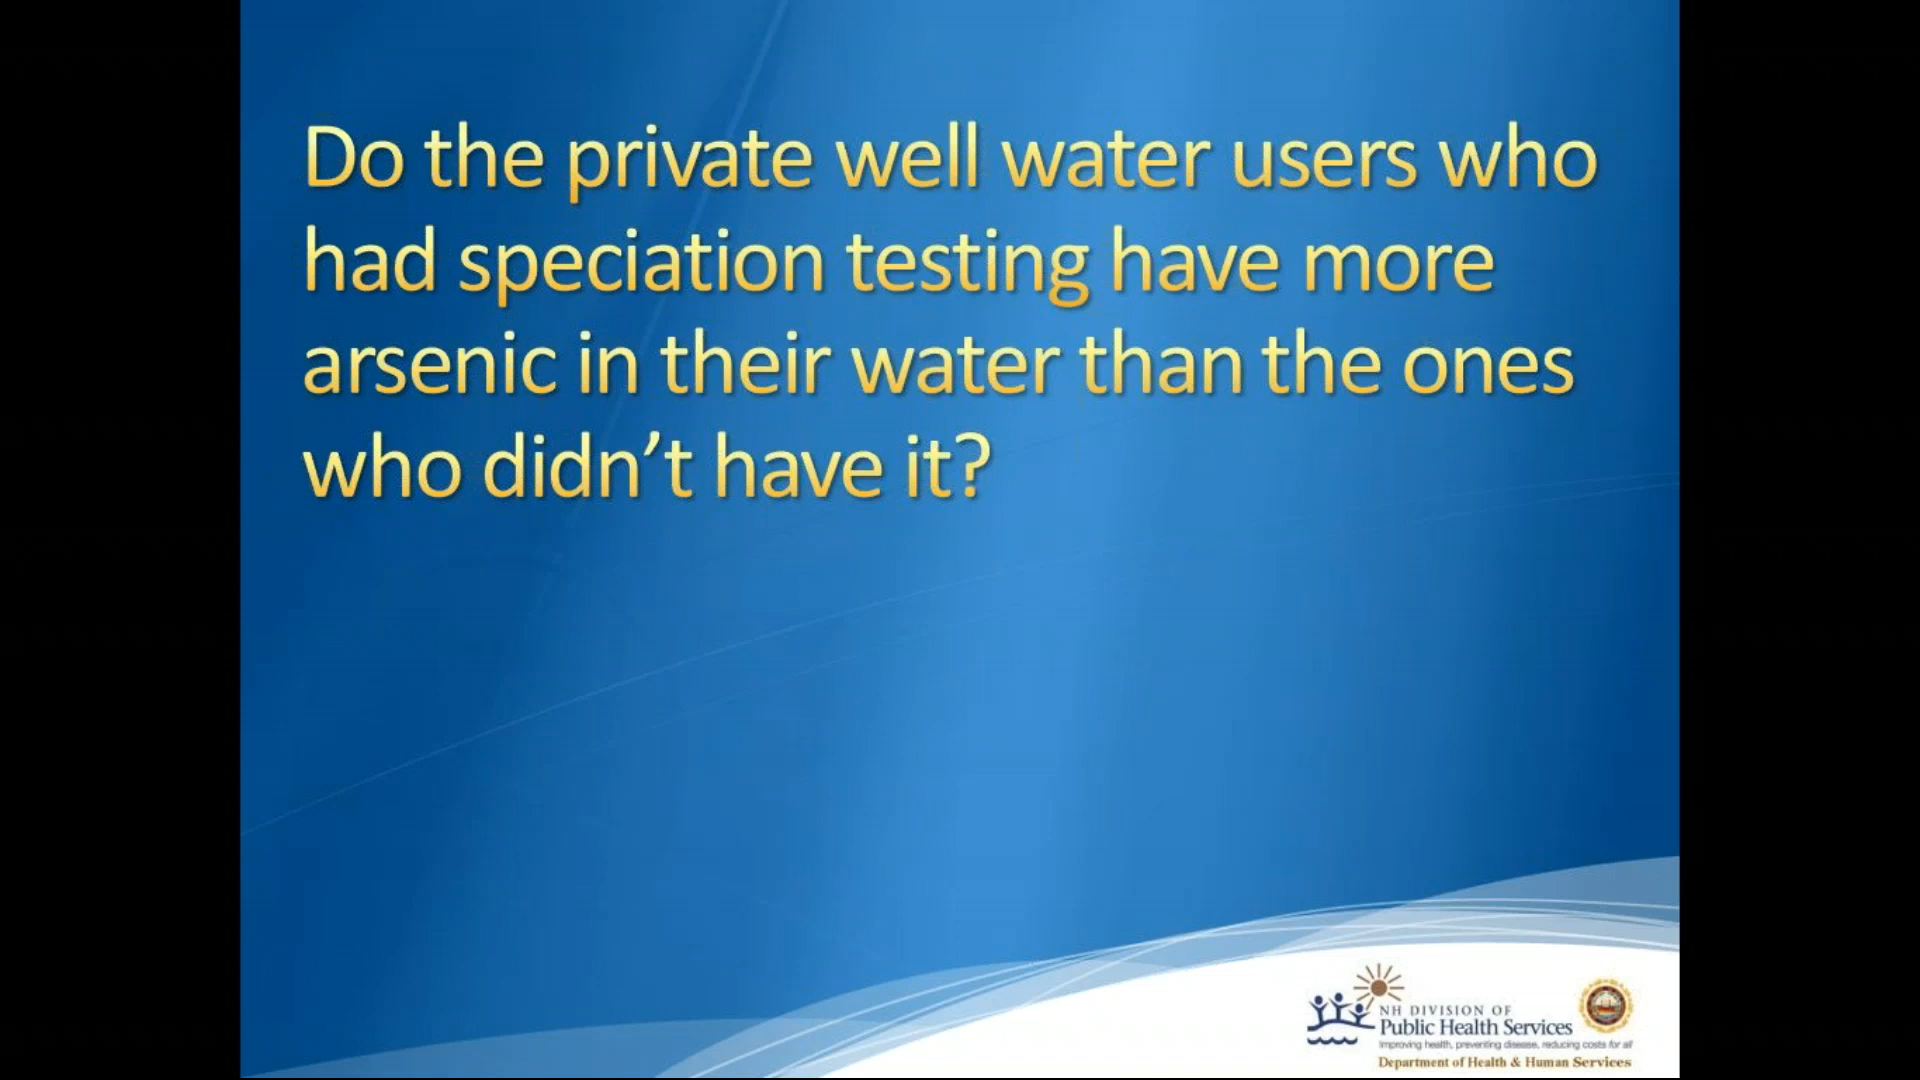 Do the private well water users who
had speciation testing have more
arsenic in their water than the ones
who didn’t have it?
NH DIVISION OF
Public Health Services
Improving health, preventing disease, reducing costs for all
Department of Health & Human Services